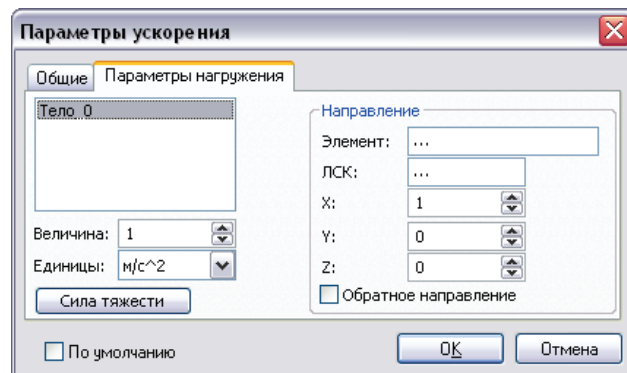 Параметры ускорения
Общие Параметры нагружения
Тело_0
Направление
Элемент: ...
ЛСК: ...
X: 1
Величина: 1
Y: 0
Единицы: м/с^2
Z: 0
Сила тяжести
Обратное направление
По умолчанию
OK Отмена